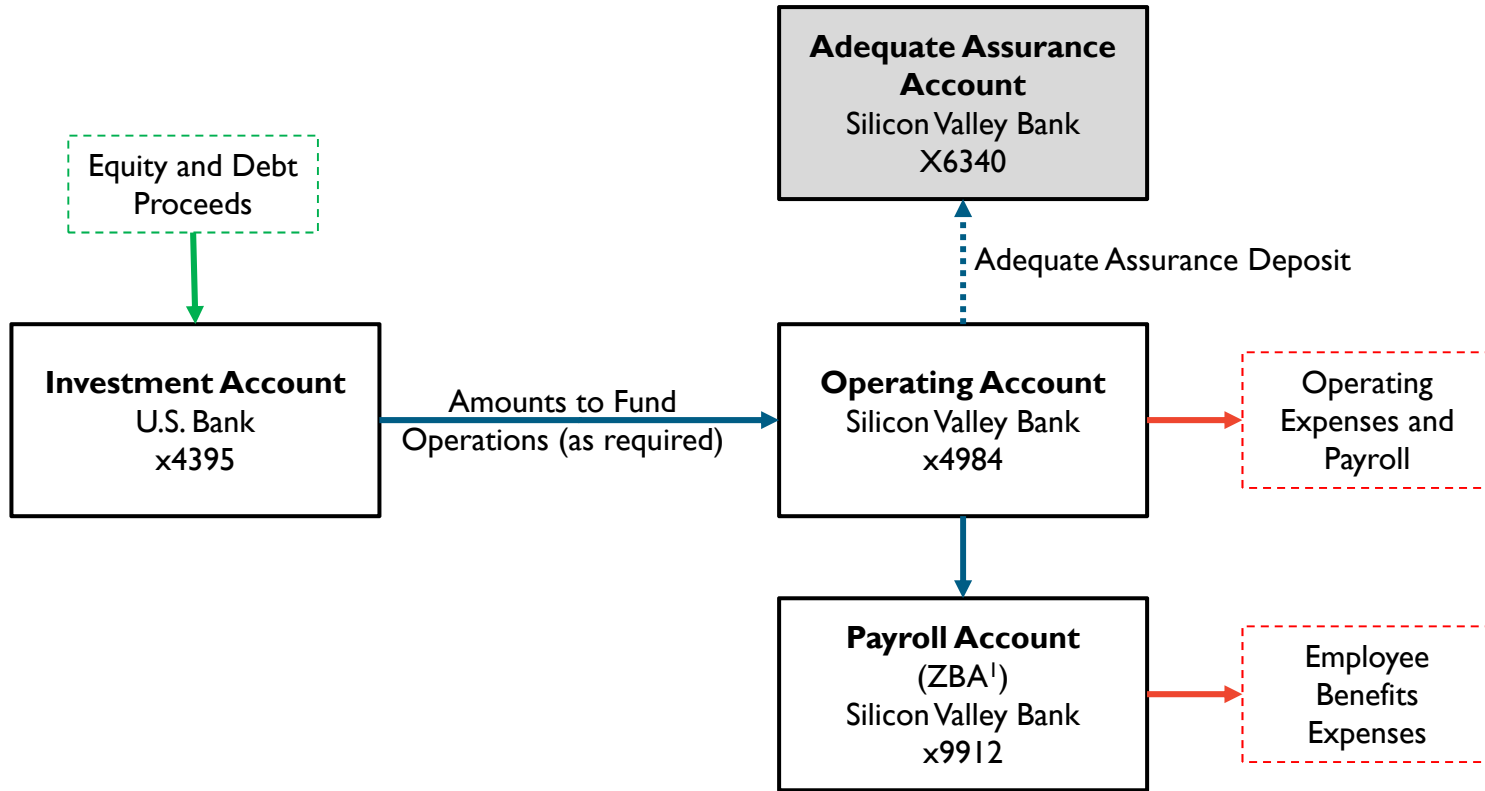 Adequate Assurance
Account
Silicon Valley Bank
X6340
Equity and Debt
Proceeds
Adequate Assurance Deposit
Investment Account
U.S. Bank
x4395
Amounts to Fund
Operations (as required)
Operating Account
Silicon Valley Bank
x4984
Operating
Expenses and
Payroll
Payroll Account
(ZBA¹)
Silicon Valley Bank
x9912
Employee
Benefits
Expenses